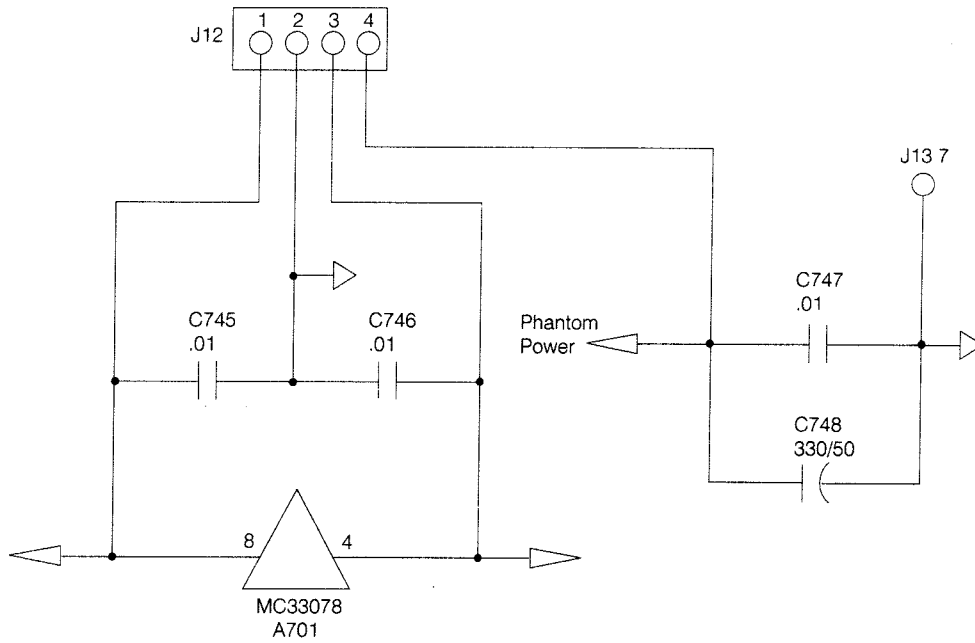 J12
1 2 3 4
J13 7
C747
.01
C745
.01
C746
.01
Phantom
Power
C748
330/50
8
4
MC33078
A701